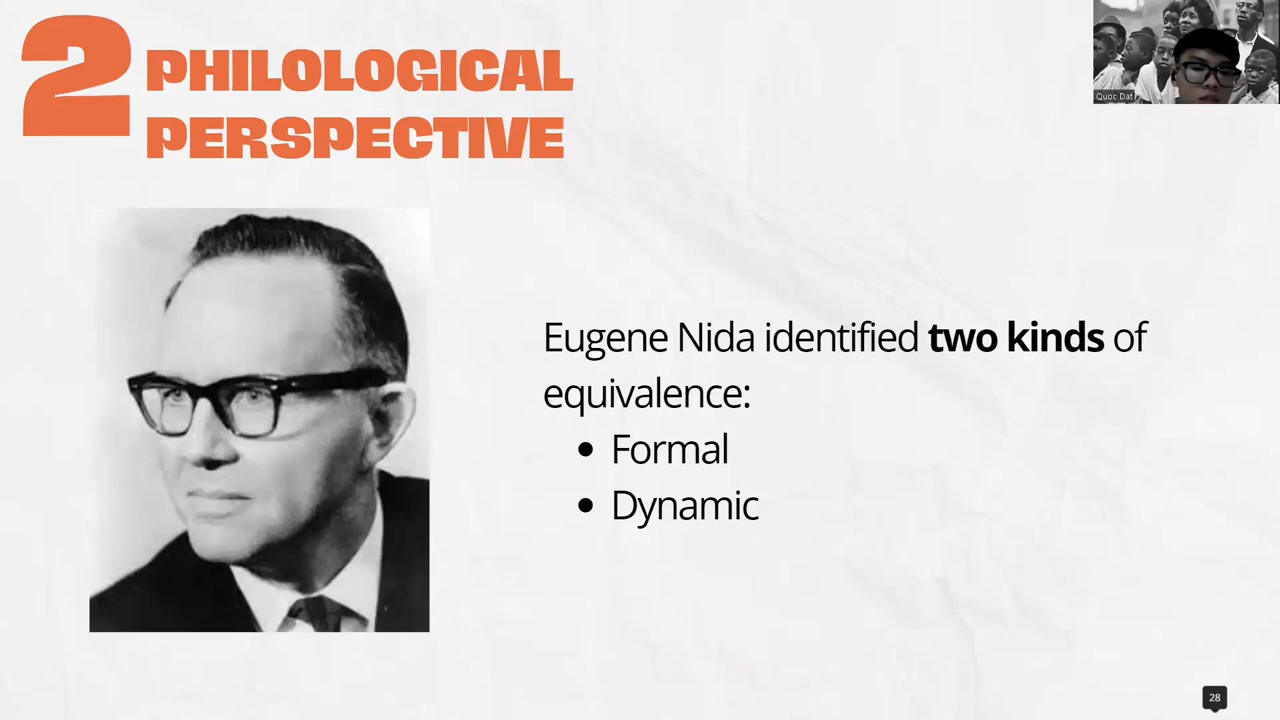 2
PHILOLOGICAL
PERSPECTIVE
Quoc Dat
Eugene Nida identified two kinds of
equivalence:
• Formal
• Dynamic
28